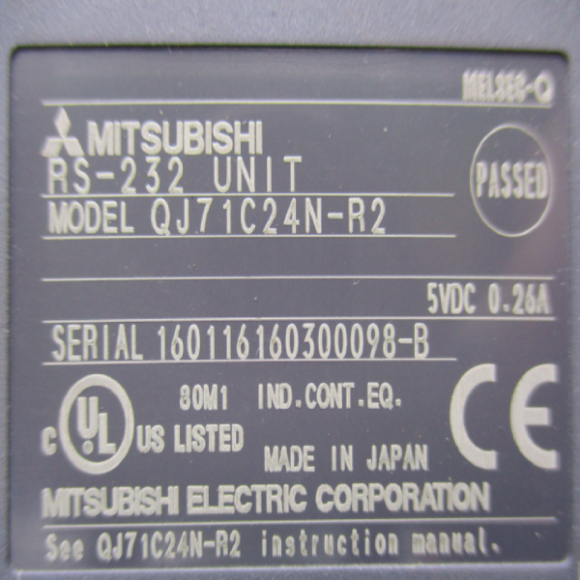 MELSEC-Q
MITSUBISHI
RS-232 UNIT
PASSED
MODEL QJ71C24N-R2
5VDC 0.26A
SERIAL 160116160300098-B
80M1 IND.CONT.EQ.
C UL US LISTED
CE
MADE IN JAPAN
MITSUBISHI ELECTRIC CORPORATION
See QJ71C24N-R2 instruction manual.